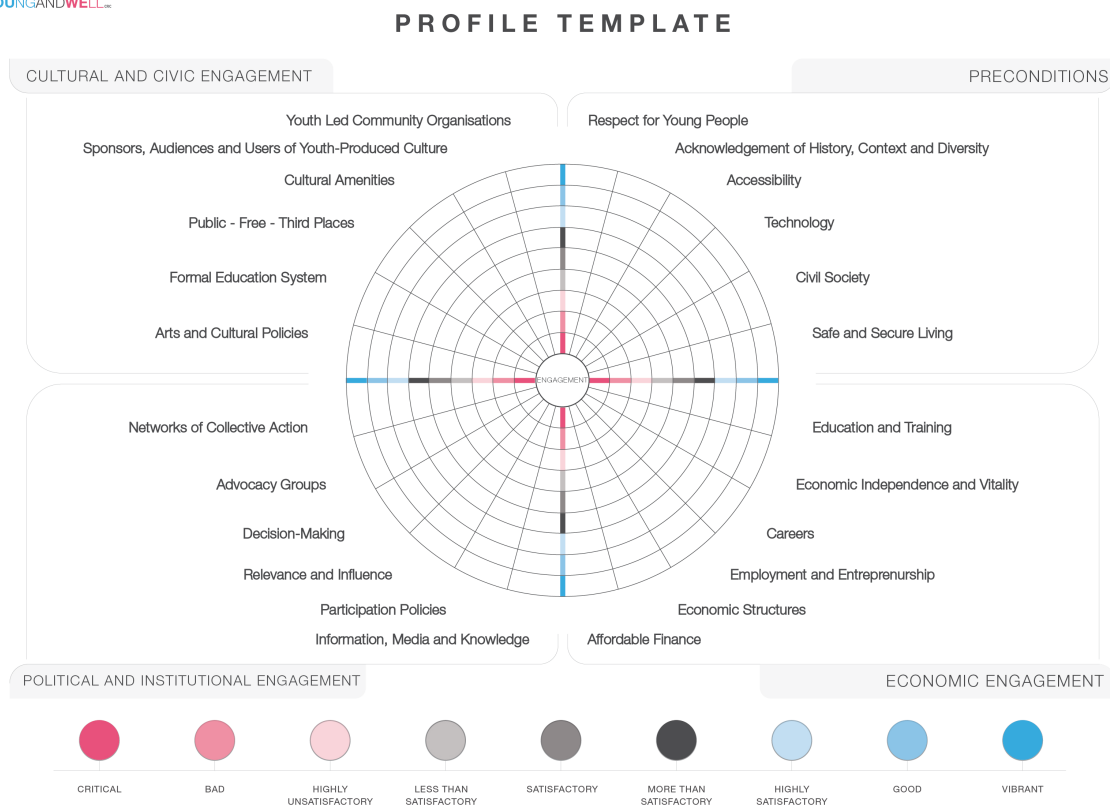 OUNGANDWELL
PROFILE TEMPLATE
CULTURAL AND CIVIC ENGAGEMENT
PRECONDITIONS
Youth Led Community Organisations
Respect for Young People
Sponsors, Audiences and Users of Youth-Produced Culture
Acknowledgement of History, Context and Diversity
Cultural Amenities
Accessibility
Public - Free - Third Places
Technology
Formal Education System
Civil Society
Arts and Cultural Policies
Safe and Secure Living
ENGAGEMENT
Networks of Collective Action
Education and Training
Advocacy Groups
Economic Independence and Vitality
Decision-Making
Careers
Relevance and Influence
Employment and Entreprenurship
Participation Policies
Economic Structures
Information, Media and Knowledge
Affordable Finance
POLITICAL AND INSTITUTIONAL ENGAGEMENT
ECONOMIC ENGAGEMENT
CRITICAL
BAD
HIGHLY
UNSATISFACTORY
LESS THAN
SATISFACTORY
SATISFACTORY
MORE THAN
SATISFACTORY
HIGHLY
SATISFACTORY
GOOD
VIBRANT